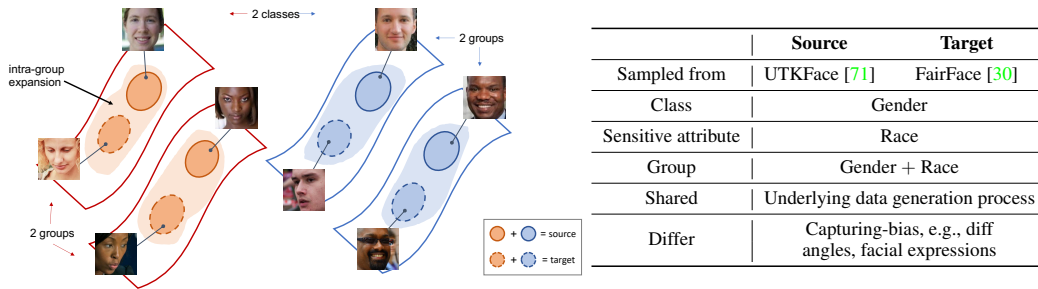 2 classes
2 groups
intra-group
expansion
2 groups
+ = source
+ = target
Source Target
Sampled from UTKFace [71] FairFace [30]
Class Gender
Sensitive attribute Race
Group Gender + Race
Shared Underlying data generation process
Differ Capturing-bias, e.g., diff
angles, facial expressions